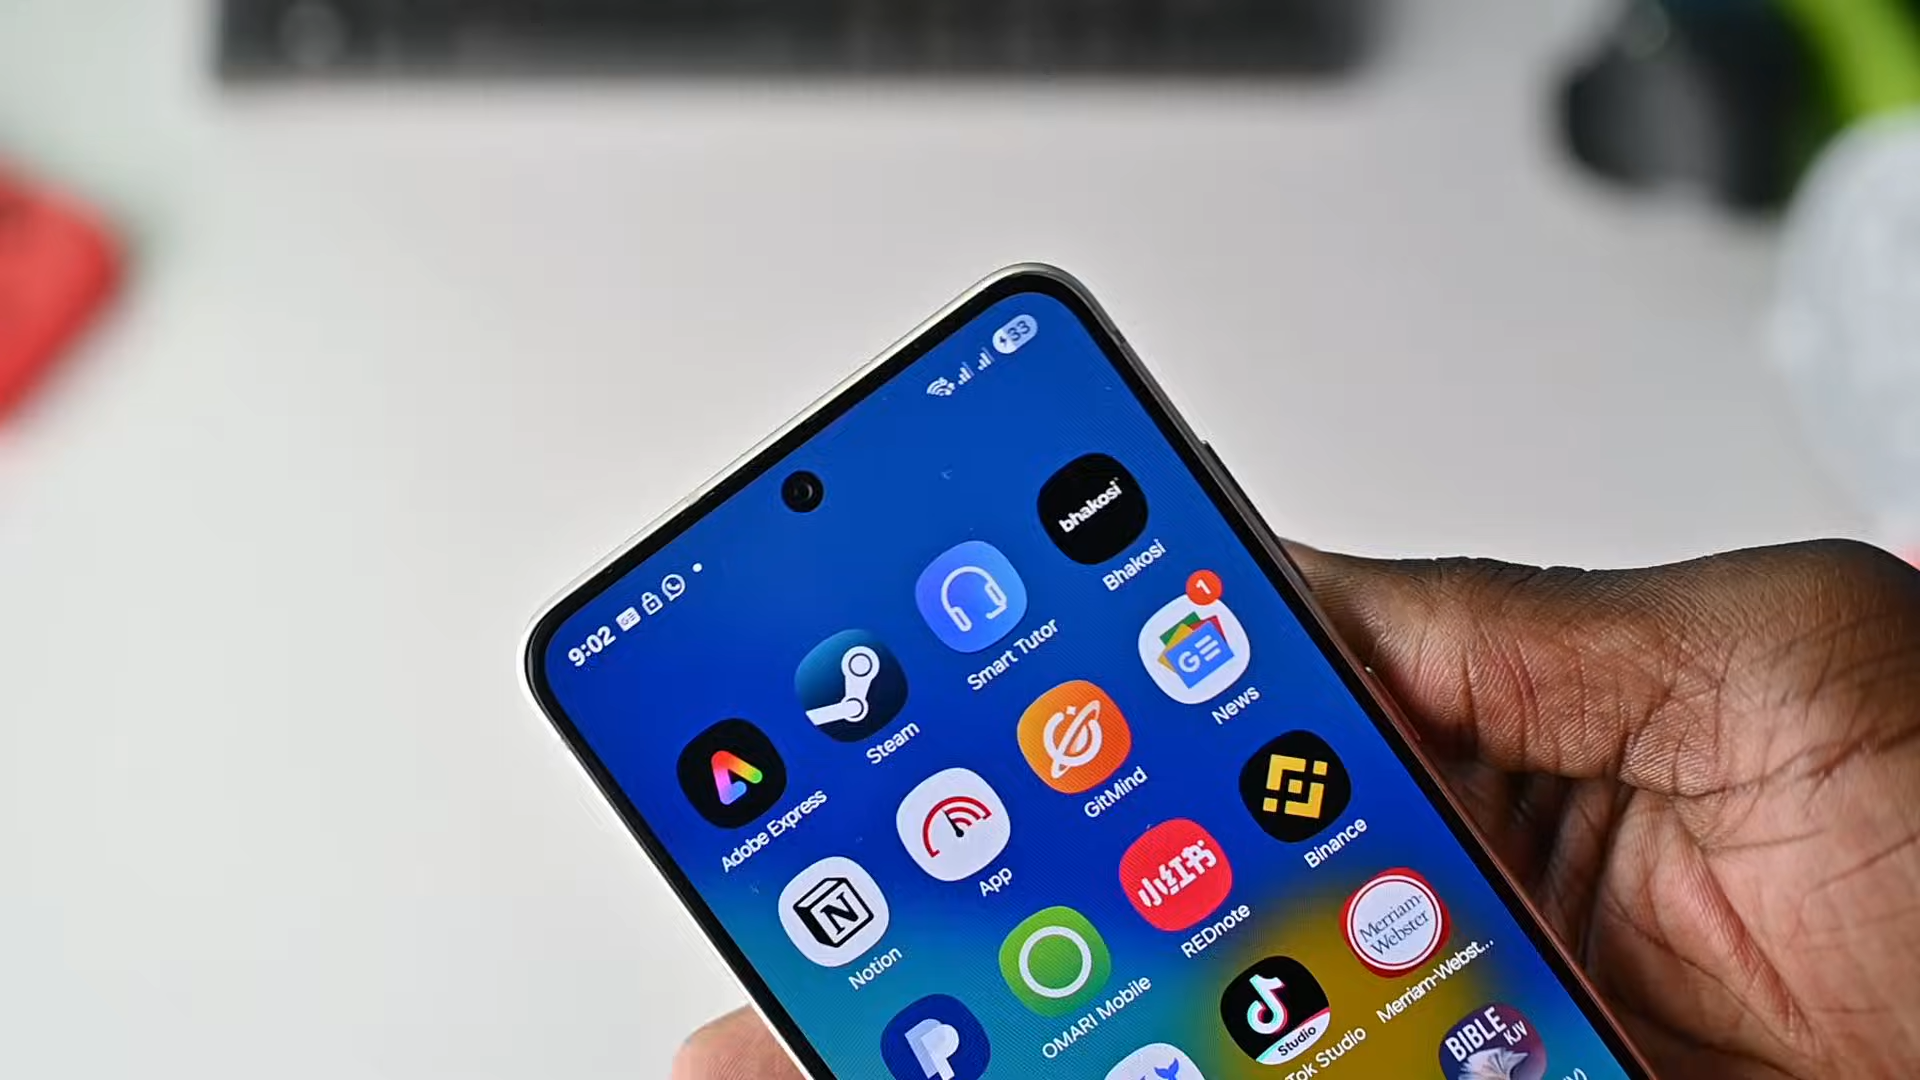 9:02
33
bhakosi
Adobe Express
Steam
Smart Tutor
Bhakosi
N
Notion
App
GitMind
GE
1
News
OMARI Mobile
小红书
REDnote
Binance
Studio
Tok Studio
Merriam-
Webster
Merriam-Webst...
BIBLE
KJV